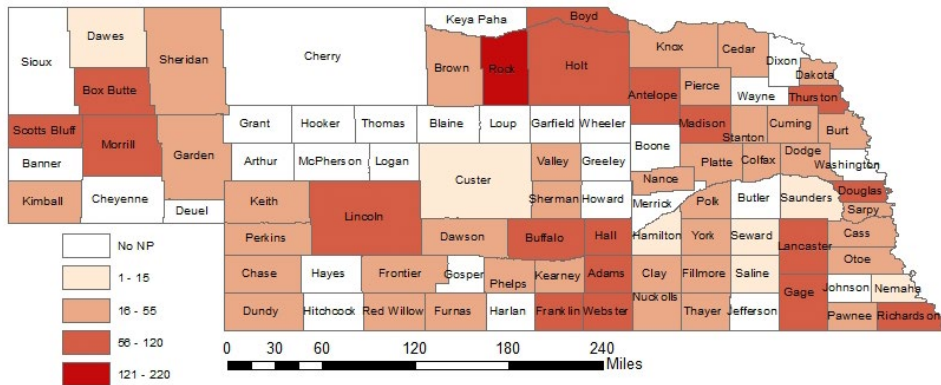 Keya Paha
Boyd
Sioux
Dawes
Sheridan
Cherry
Brown
Rock
Holt
Knox
Cedar
Dixon
Dakota
Box Butte
Antelope
Pierce
Wayne
Thurston
Scotts Bluff
Morrill
Garden
Grant
Hooker
Thomas
Blaine
Loup
Garfield
Wheeler
Boone
Madison
Stanton
Cuming
Burt
Banner
Arthur
McPherson
Logan
Custer
Valley
Greeley
Nance
Platte
Colfax
Dodge
Washington
Kimball
Cheyenne
Deuel
Keith
Lincoln
Sherman
Howard
Merrick
Polk
Butler
Saunders
Douglas
Sarpy
Perkins
Dawson
Buffalo
Hall
Hamilton
York
Seward
Lancaster
Cass
Otoe
Chase
Hayes
Frontier
Gosper
Phelps
Kearney
Adams
Clay
Fillmore
Saline
Gage
Johnson
Nemaha
Dundy
Hitchcock
Red Willow
Furnas
Harlan
Franklin
Webster
Nuckolls
Thayer
Jefferson
Pawnee
Richardson
No NP
1 - 15
16 - 55
56 - 120
121 - 220
0 30 60 120 180 240
Miles